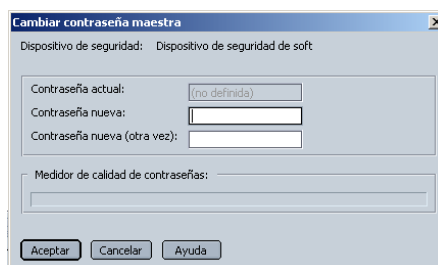 Cambiar contraseña maestra
Dispositivo de seguridad: Dispositivo de seguridad de soft
Contraseña actual: (no definida)
Contraseña nueva:
Contraseña nueva (otra vez):
Medidor de calidad de contraseñas:
Aceptar Cancelar Ayuda